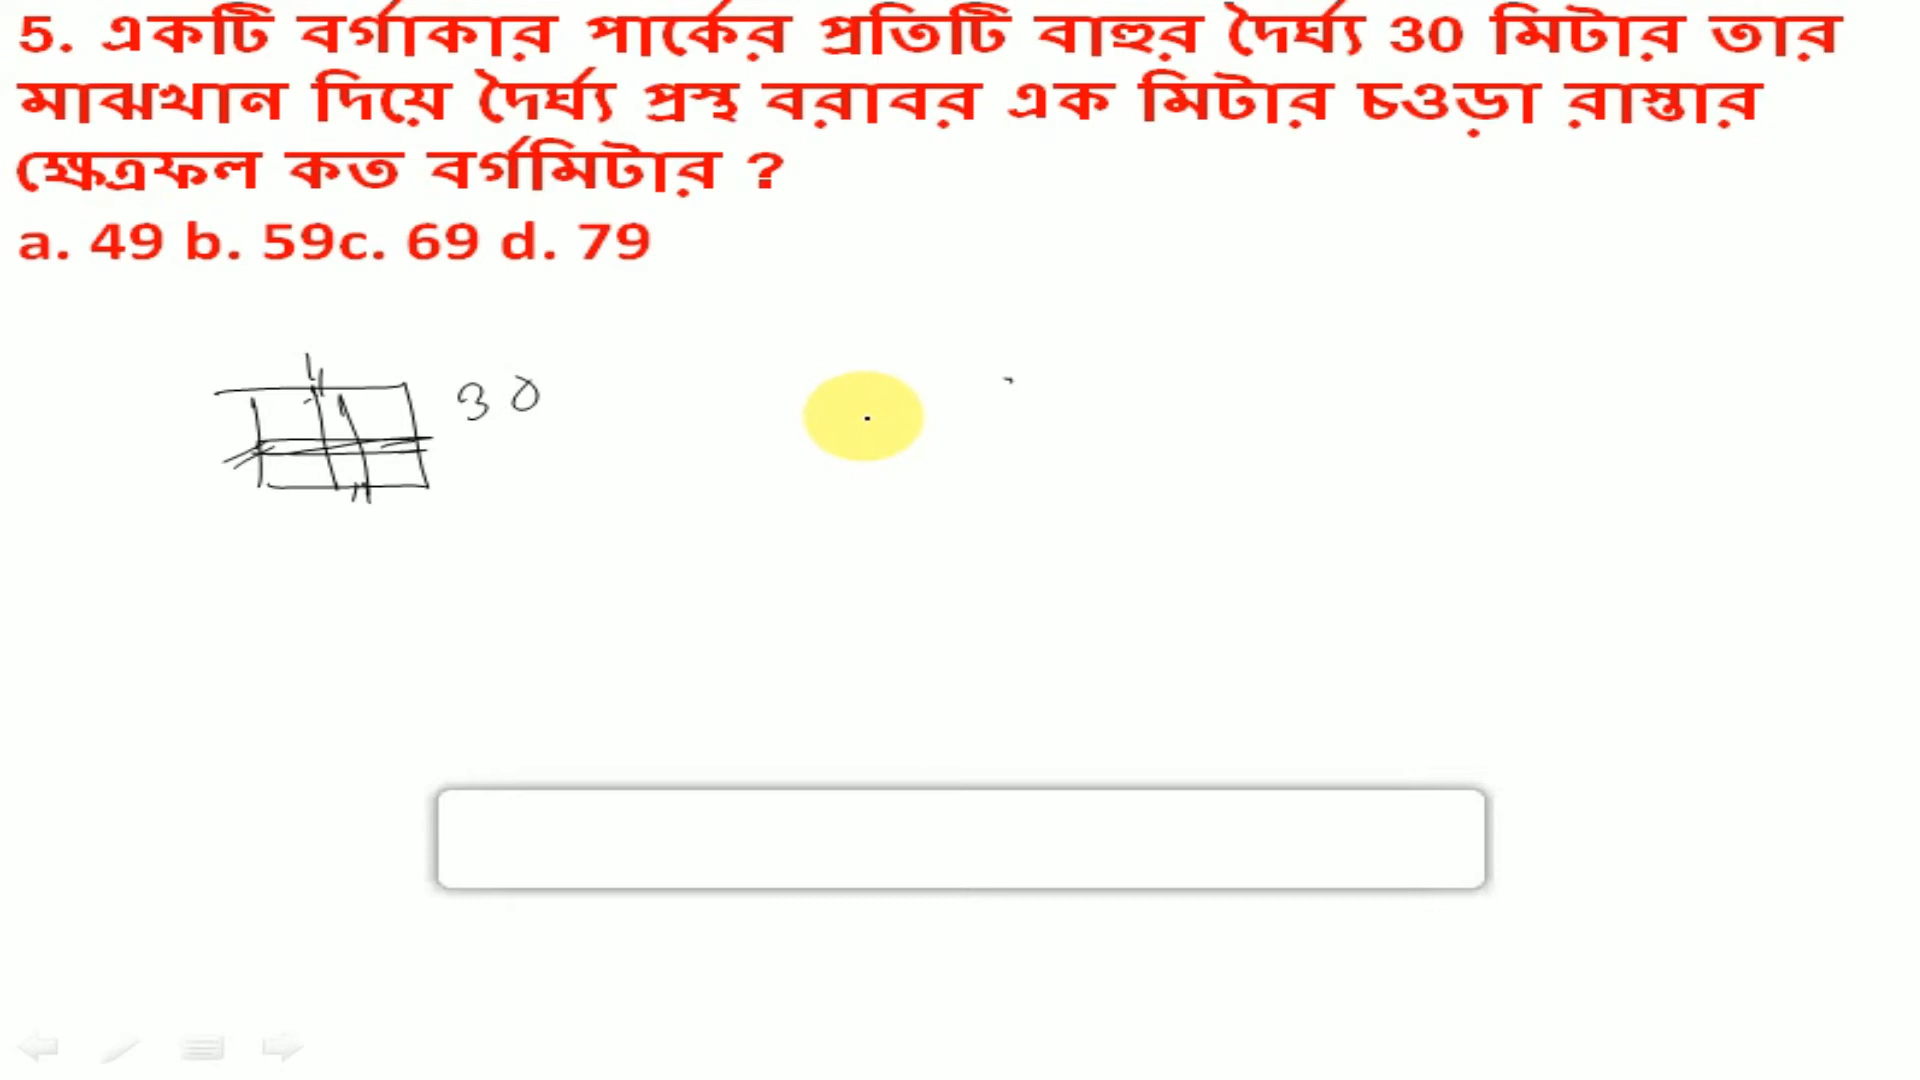 5. একটি বর্গাকার পার্কের প্রতিটি বাহুর দৈর্ঘ্য 30 মিটার তার
মাঝখান দিয়ে দৈর্ঘ্য প্রস্থ বরাবর এক মিটার চওড়া রাস্তার
ক্ষেত্রফল কত বর্গমিটার ?
a. 49 b. 59c. 69 d. 79
30